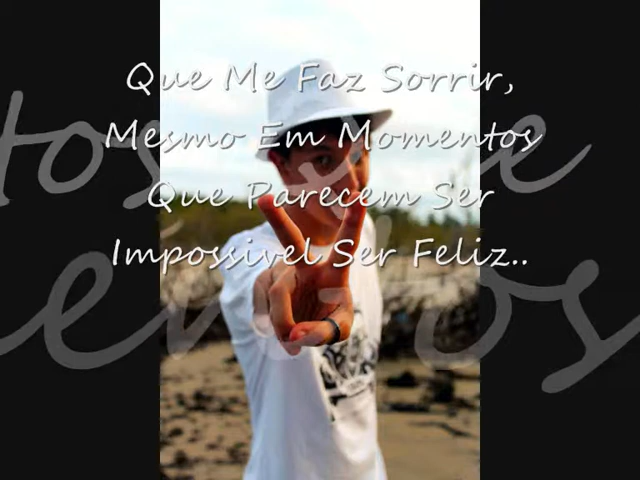 Que Me Faz Sorrir,
Mesmo Em Momentos
Que Parecem Ser
Impossivel Ser Feliz..